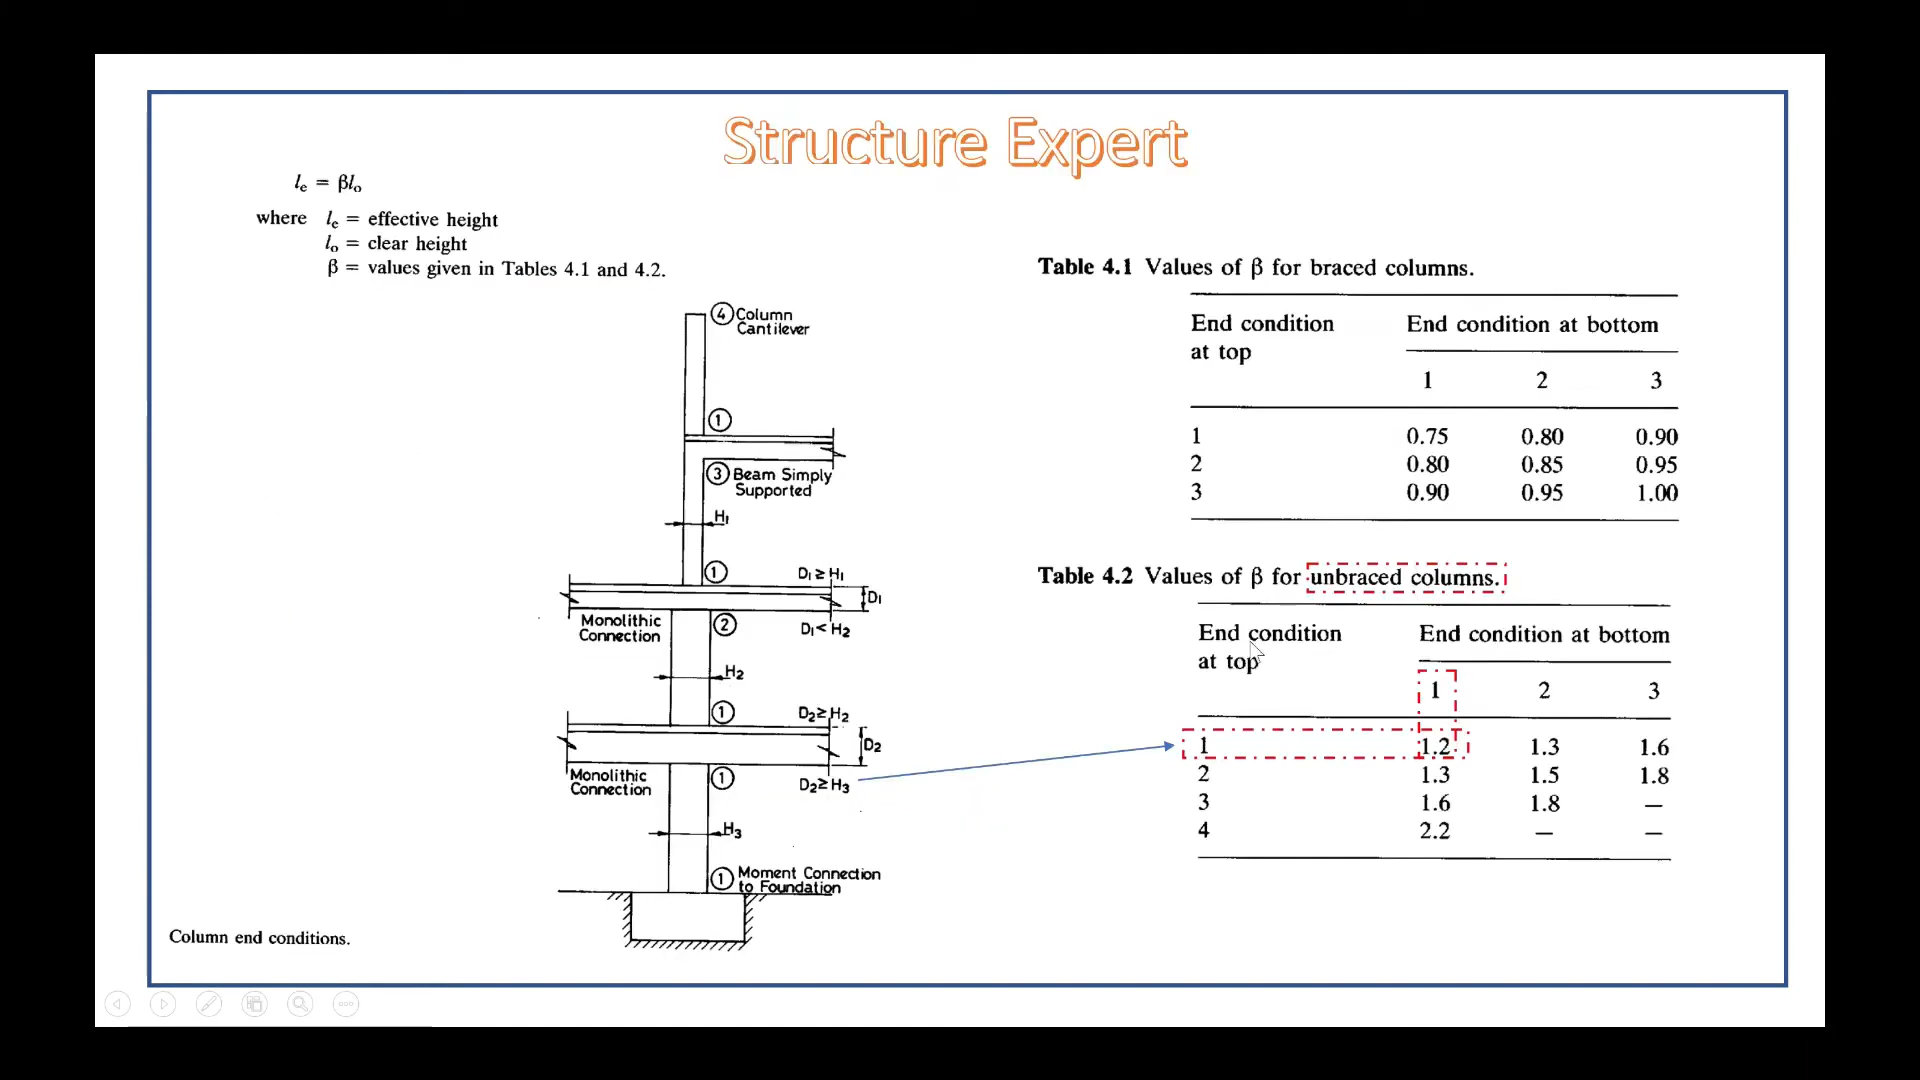 Structure Expert
le = βlo
where le = effective height
lo = clear height
β = values given in Tables 4.1 and 4.2.
4 Column
Cantilever
1
3 Beam Simply
Supported
H1
1 D1 ≥ H1
D1
Monolithic
Connection
2 D1 < H2
H2
1 D2 ≥ H2
D2
Monolithic
Connection
1 D2 ≥ H3
H3
1 Moment Connection
to Foundation
Column end conditions.
Table 4.1 Values of β for braced columns.
End condition at top End condition at bottom
1 2 3
1 0.75 0.80 0.90
2 0.80 0.85 0.95
3 0.90 0.95 1.00
Table 4.2 Values of β for unbraced columns.
End condition at top End condition at bottom
1 2 3
1 1.2 1.3 1.6
2 1.3 1.5 1.8
3 1.6 1.8 —
4 2.2 — —